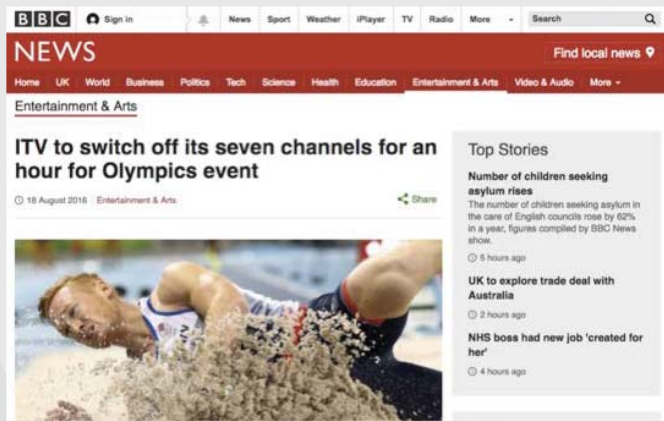 BBC Sign in News Sport Weather iPlayer TV Radio More Search
NEWS
Find local news
Home UK World Business Politics Tech Science Health Education Entertainment & Arts Video & Audio More
Entertainment & Arts
ITV to switch off its seven channels for an
hour for Olympics event
18 August 2016 Entertainment & Arts
Share
Top Stories
Number of children seeking
asylum rises
The number of children seeking asylum in
the care of English councils rose by 62%
in a year, figures compiled by BBC News
show.
5 hours ago
UK to explore trade deal with
Australia
2 hours ago
NHS boss had new job 'created for
her'
4 hours ago